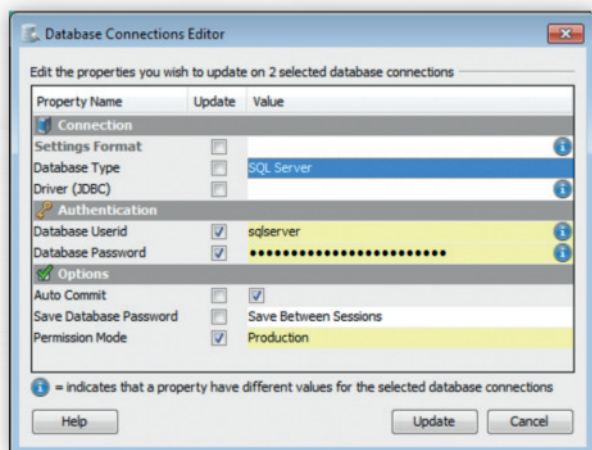 Database Connections Editor
Edit the properties you wish to update on 2 selected database connections
Property Name Update Value
Connection
Settings Format
Database Type SQL Server
Driver (JDBC)
Authentication
Database Userid sqlserver
Database Password ••••••••••••••••••••••••
Options
Auto Commit
Save Database Password Save Between Sessions
Permission Mode Production
= indicates that a property have different values for the selected database connections
Help Update Cancel